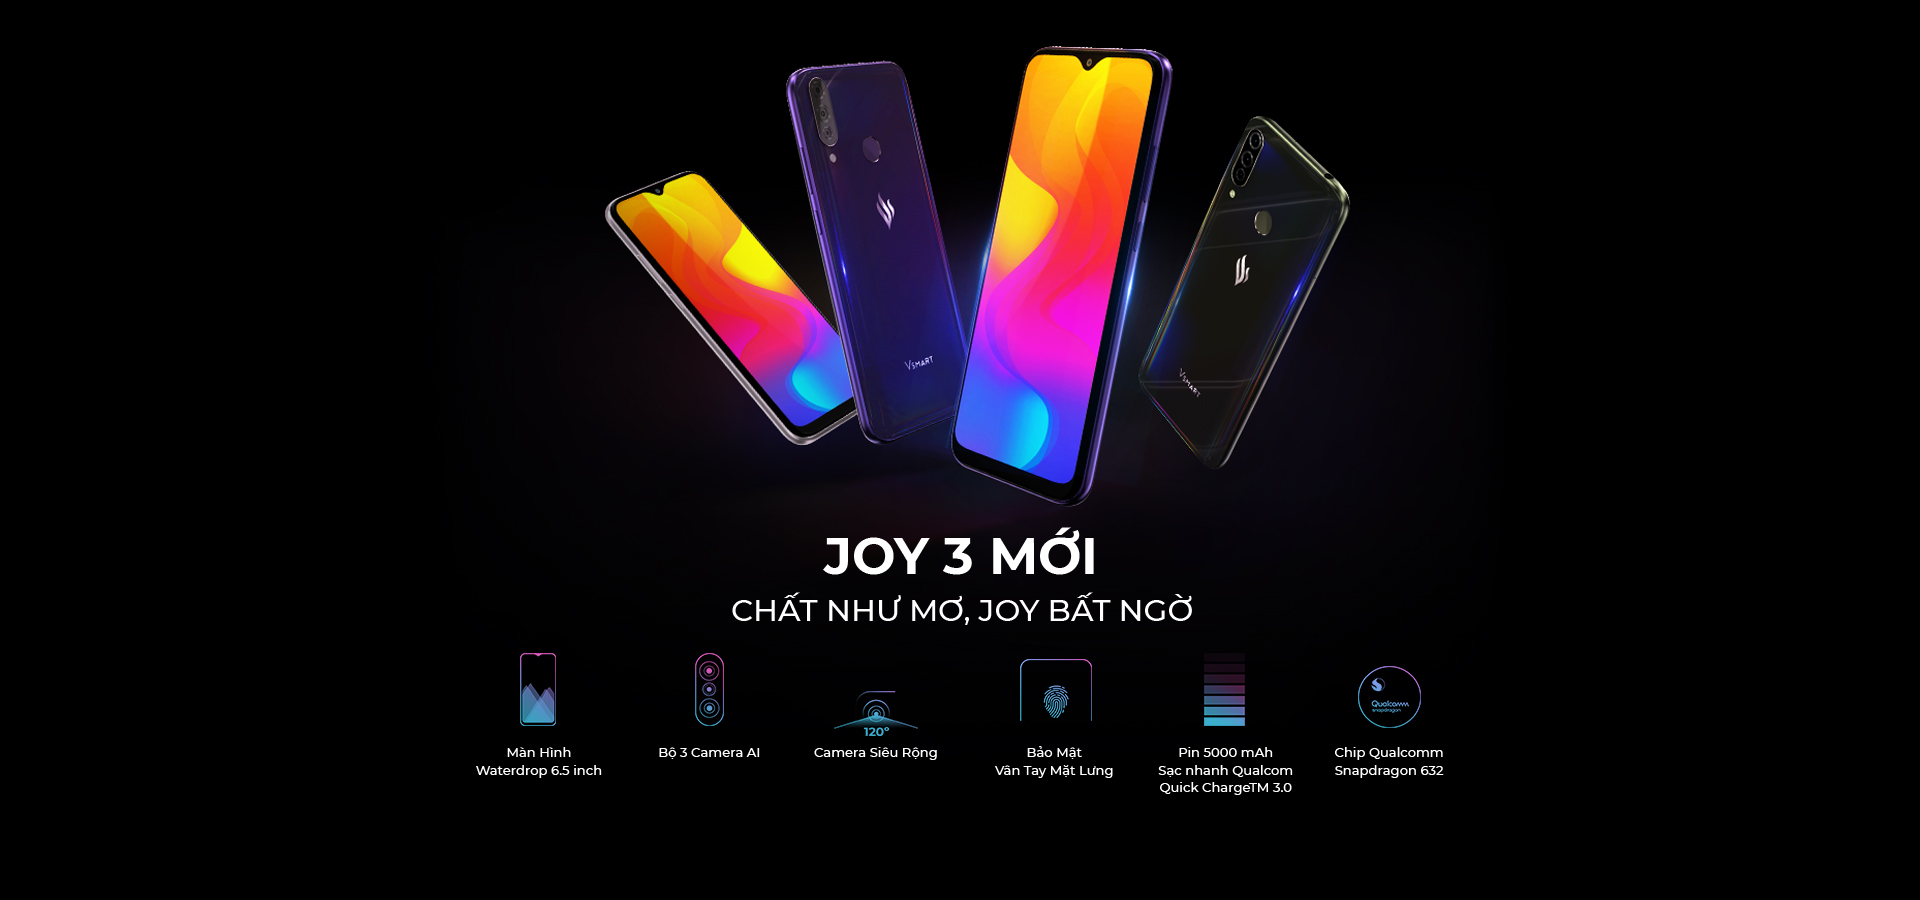 VSMART
VSMART
JOY 3 MỚI
CHẤT NHƯ MƠ, JOY BẤT NGỜ
120°
Qualcomm
snapdragon
Màn Hình
Waterdrop 6.5 inch
Bộ 3 Camera AI
Camera Siêu Rộng
Bảo Mật
Vân Tay Mặt Lưng
Pin 5000 mAh
Sạc nhanh Qualcom
Quick ChargeTM 3.0
Chip Qualcomm
Snapdragon 632